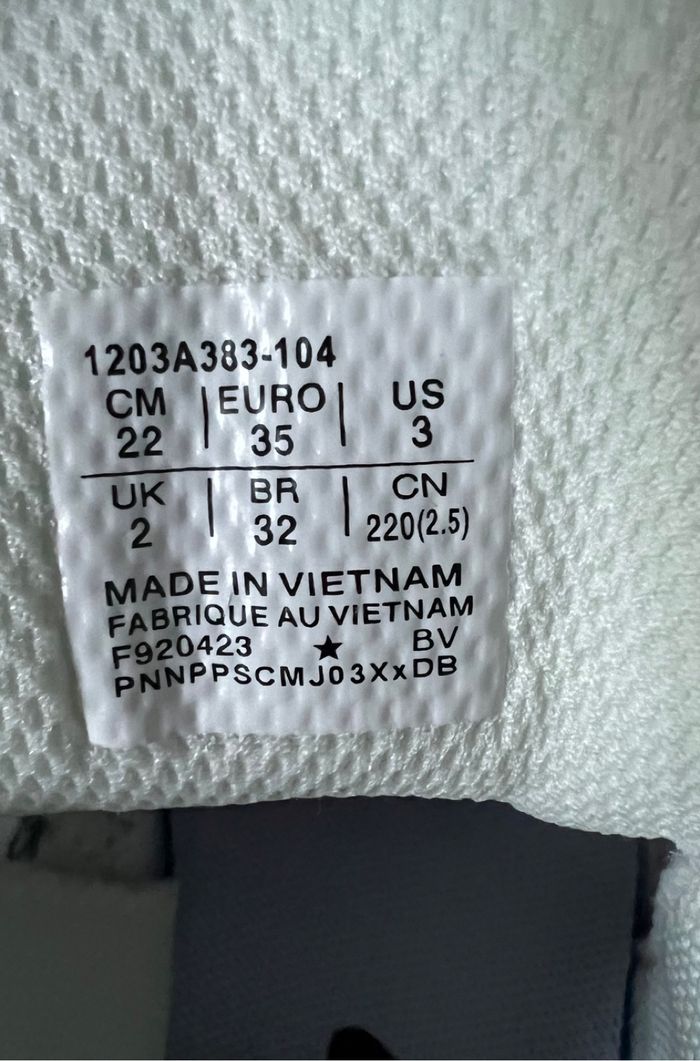 1203A383-104
CM | EURO | US
22 35 3
UK | BR | CN
2 32 220(2.5)
MADE IN VIETNAM
FABRIQUE AU VIETNAM
F920423 ★ BV
PNNPPSCMJ03XxDB